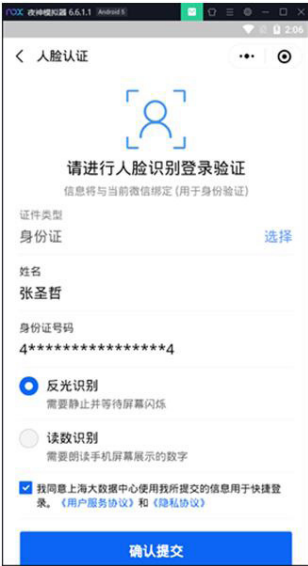 nox 夜神模拟器 6.6.1.1 Android 5
2:06
人脸认证
请进行人脸识别登录验证
信息将与当前微信绑定(用于身份验证)
证件类型
身份证 选择
姓名
张圣哲
身份证号码
4****************4
反光识别
需要静止并等待屏幕闪烁
读数识别
需要朗读手机屏幕展示的数字
我同意上海大数据中心使用我所提交的信息用于快捷登
录。《用户服务协议》和《隐私协议》
确认提交